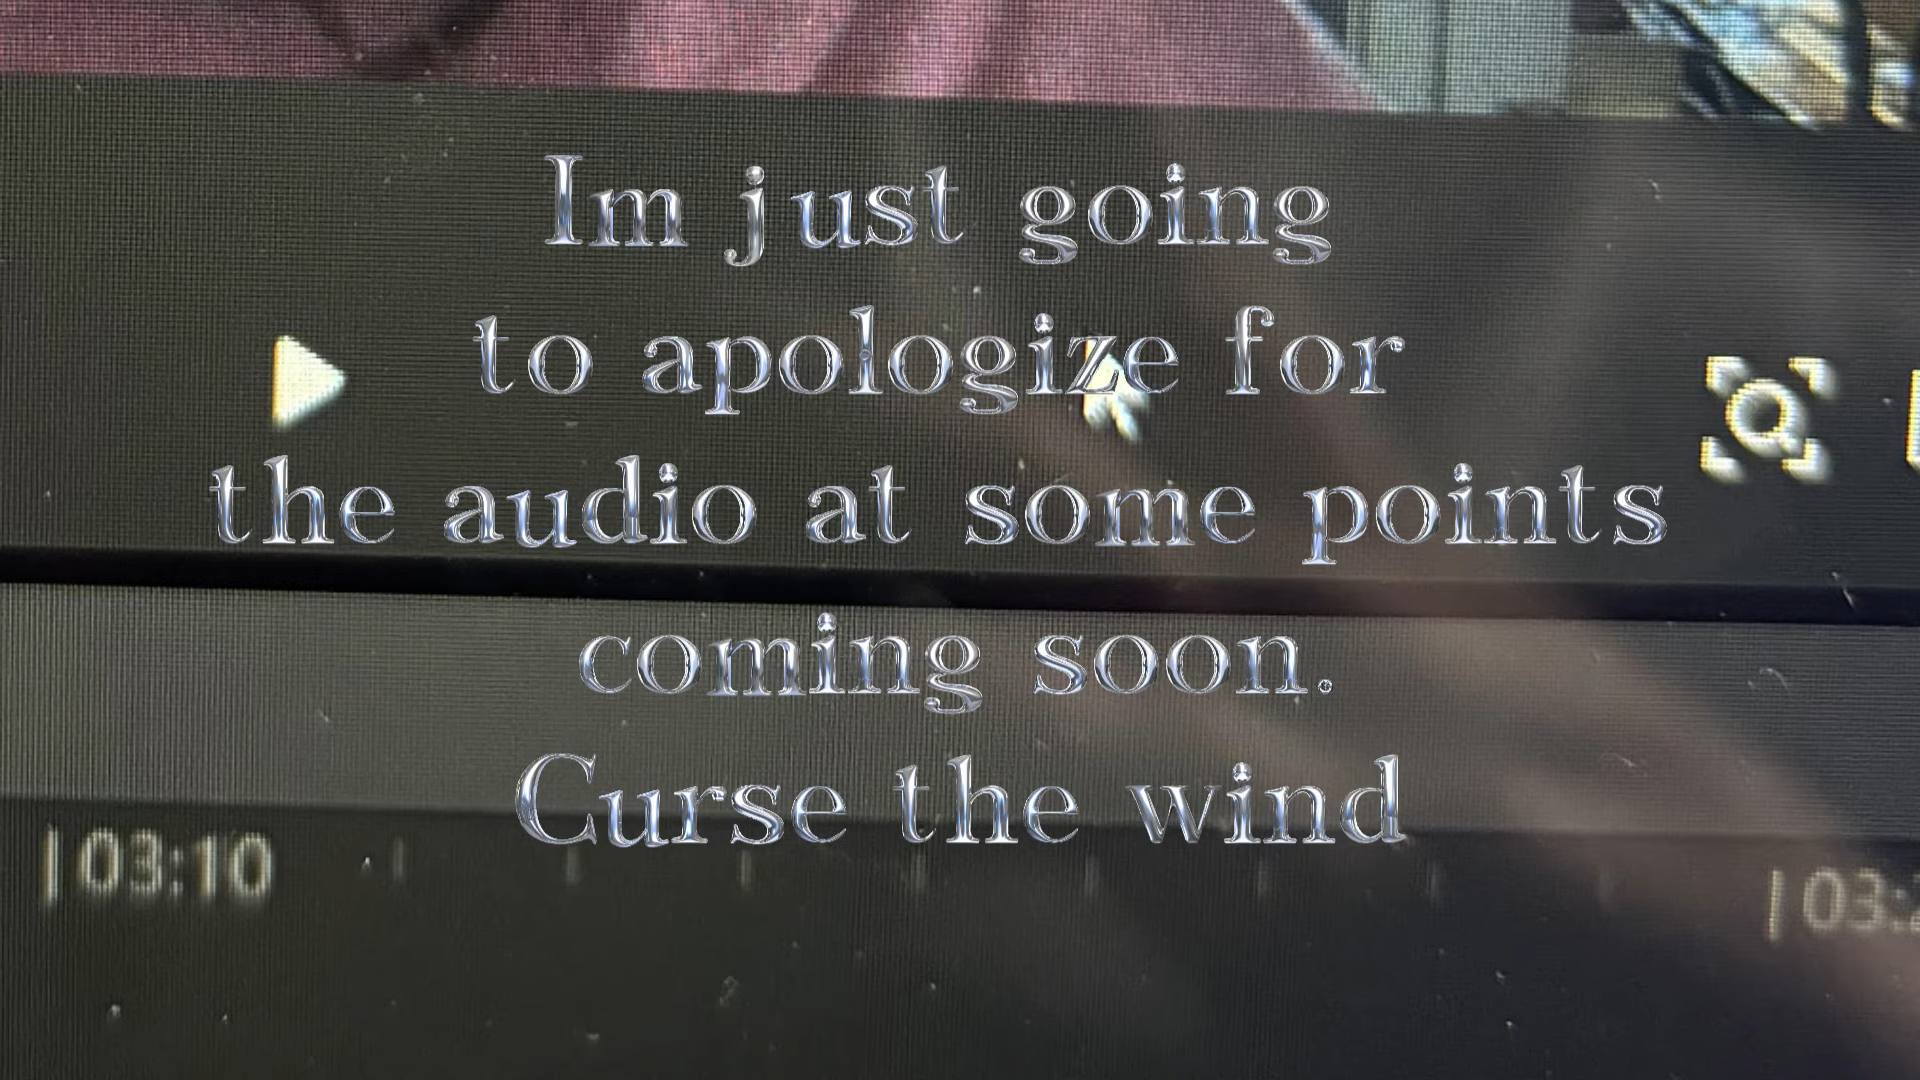 Im just going
to apologize for
the audio at some points
coming soon.
Curse the wind
03:10